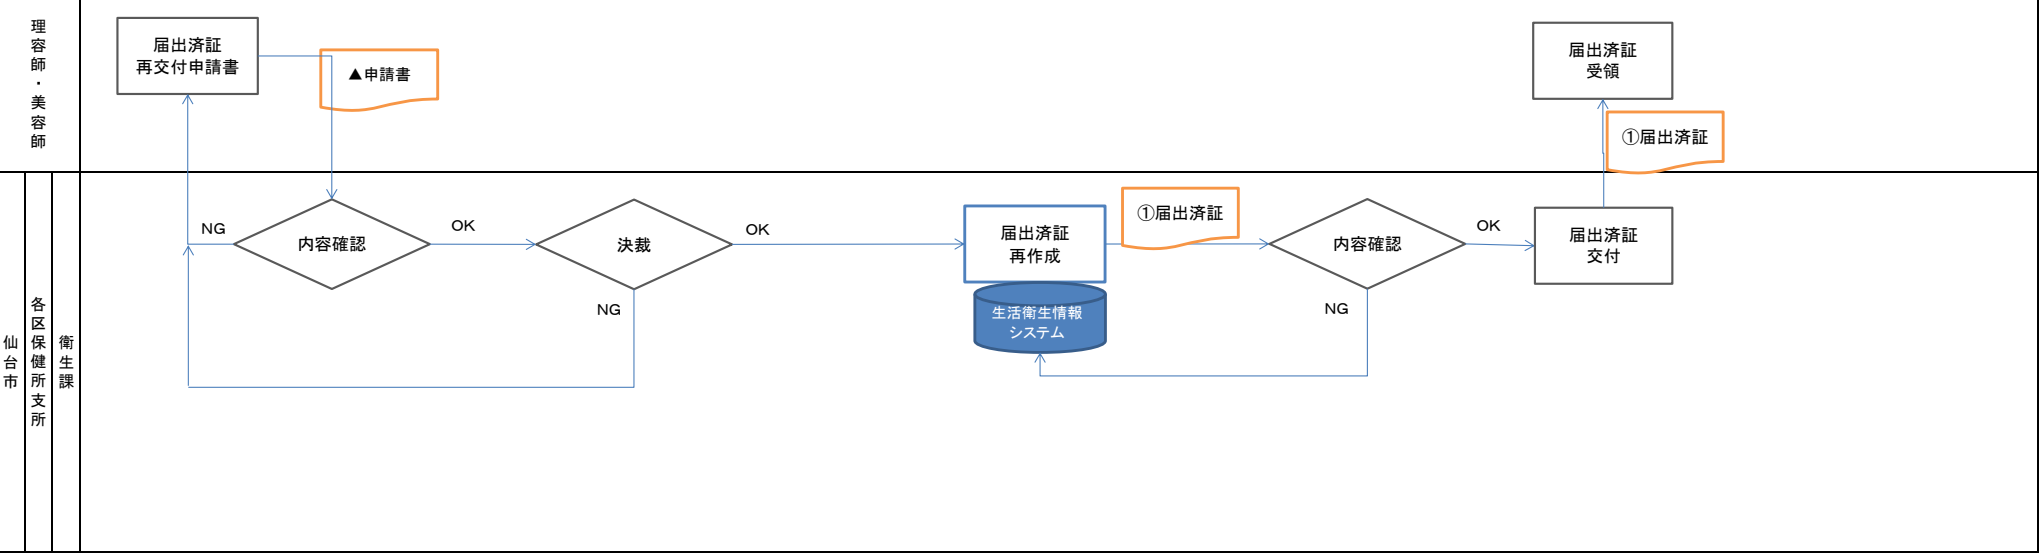 理容師・美容師
届出済証
再交付申請書
▲申請書
届出済証
受領
①届出済証
仙台市
各区保健所支所
衛生課
NG
内容確認
OK
決裁
OK
NG
届出済証
再作成
生活衛生情報
システム
①届出済証
内容確認
OK
NG
届出済証
交付